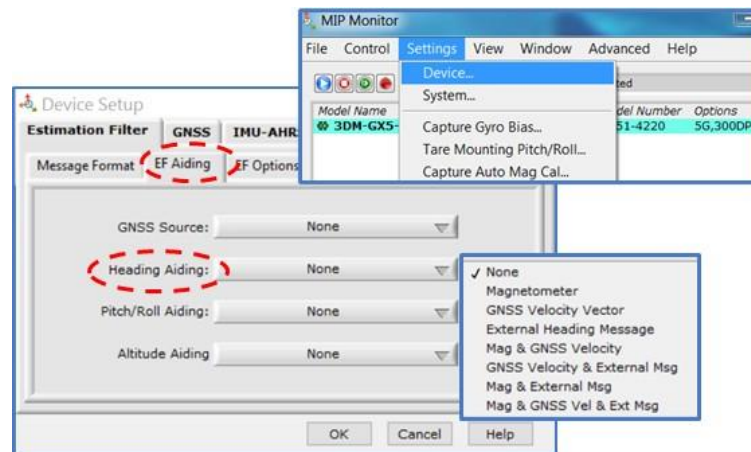 MIP Monitor
File Control Settings View Window Advanced Help
Device...
System...
Capture Gyro Bias...
Tare Mounting Pitch/Roll...
Capture Auto Mag Cal...
Model Name
3DM-GX5-
Options
51-4220 5G,300DP
Device Setup
Estimation Filter GNSS IMU-AHR
Message Format EF Aiding EF Options
GNSS Source: None
Heading Aiding: None
Pitch/Roll Aiding: None
Altitude Aiding None
✓ None
Magnetometer
GNSS Velocity Vector
External Heading Message
Mag & GNSS Velocity
GNSS Velocity & External Msg
Mag & External Msg
Mag & GNSS Vel & Ext Msg
OK Cancel Help